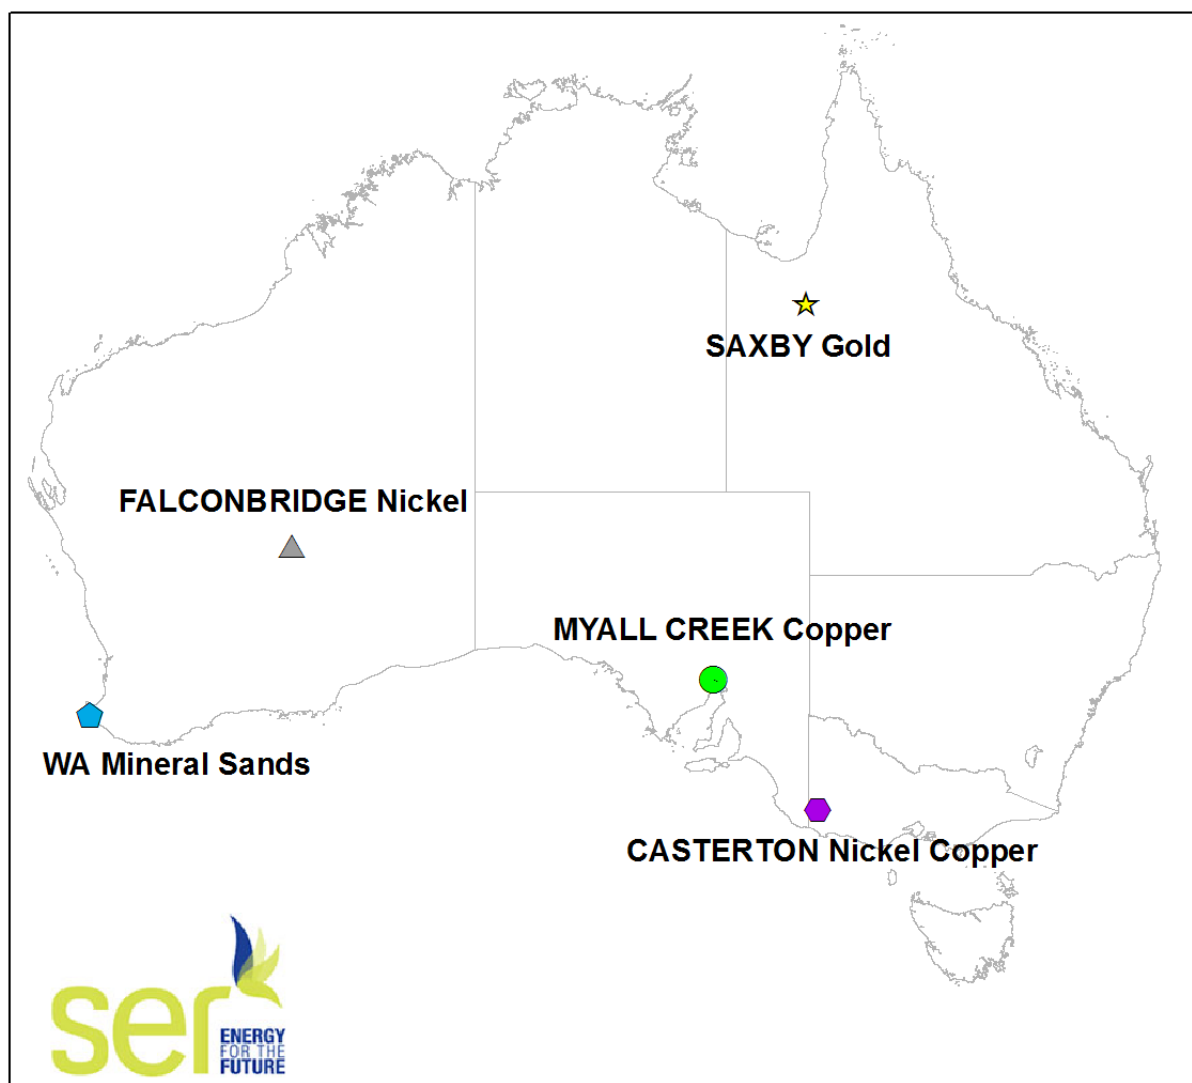 SAXBY Gold
FALCONBRIDGE Nickel
MYALL CREEK Copper
WA Mineral Sands
CASTERTON Nickel Copper
ser
ENERGY
FOR THE
FUTURE